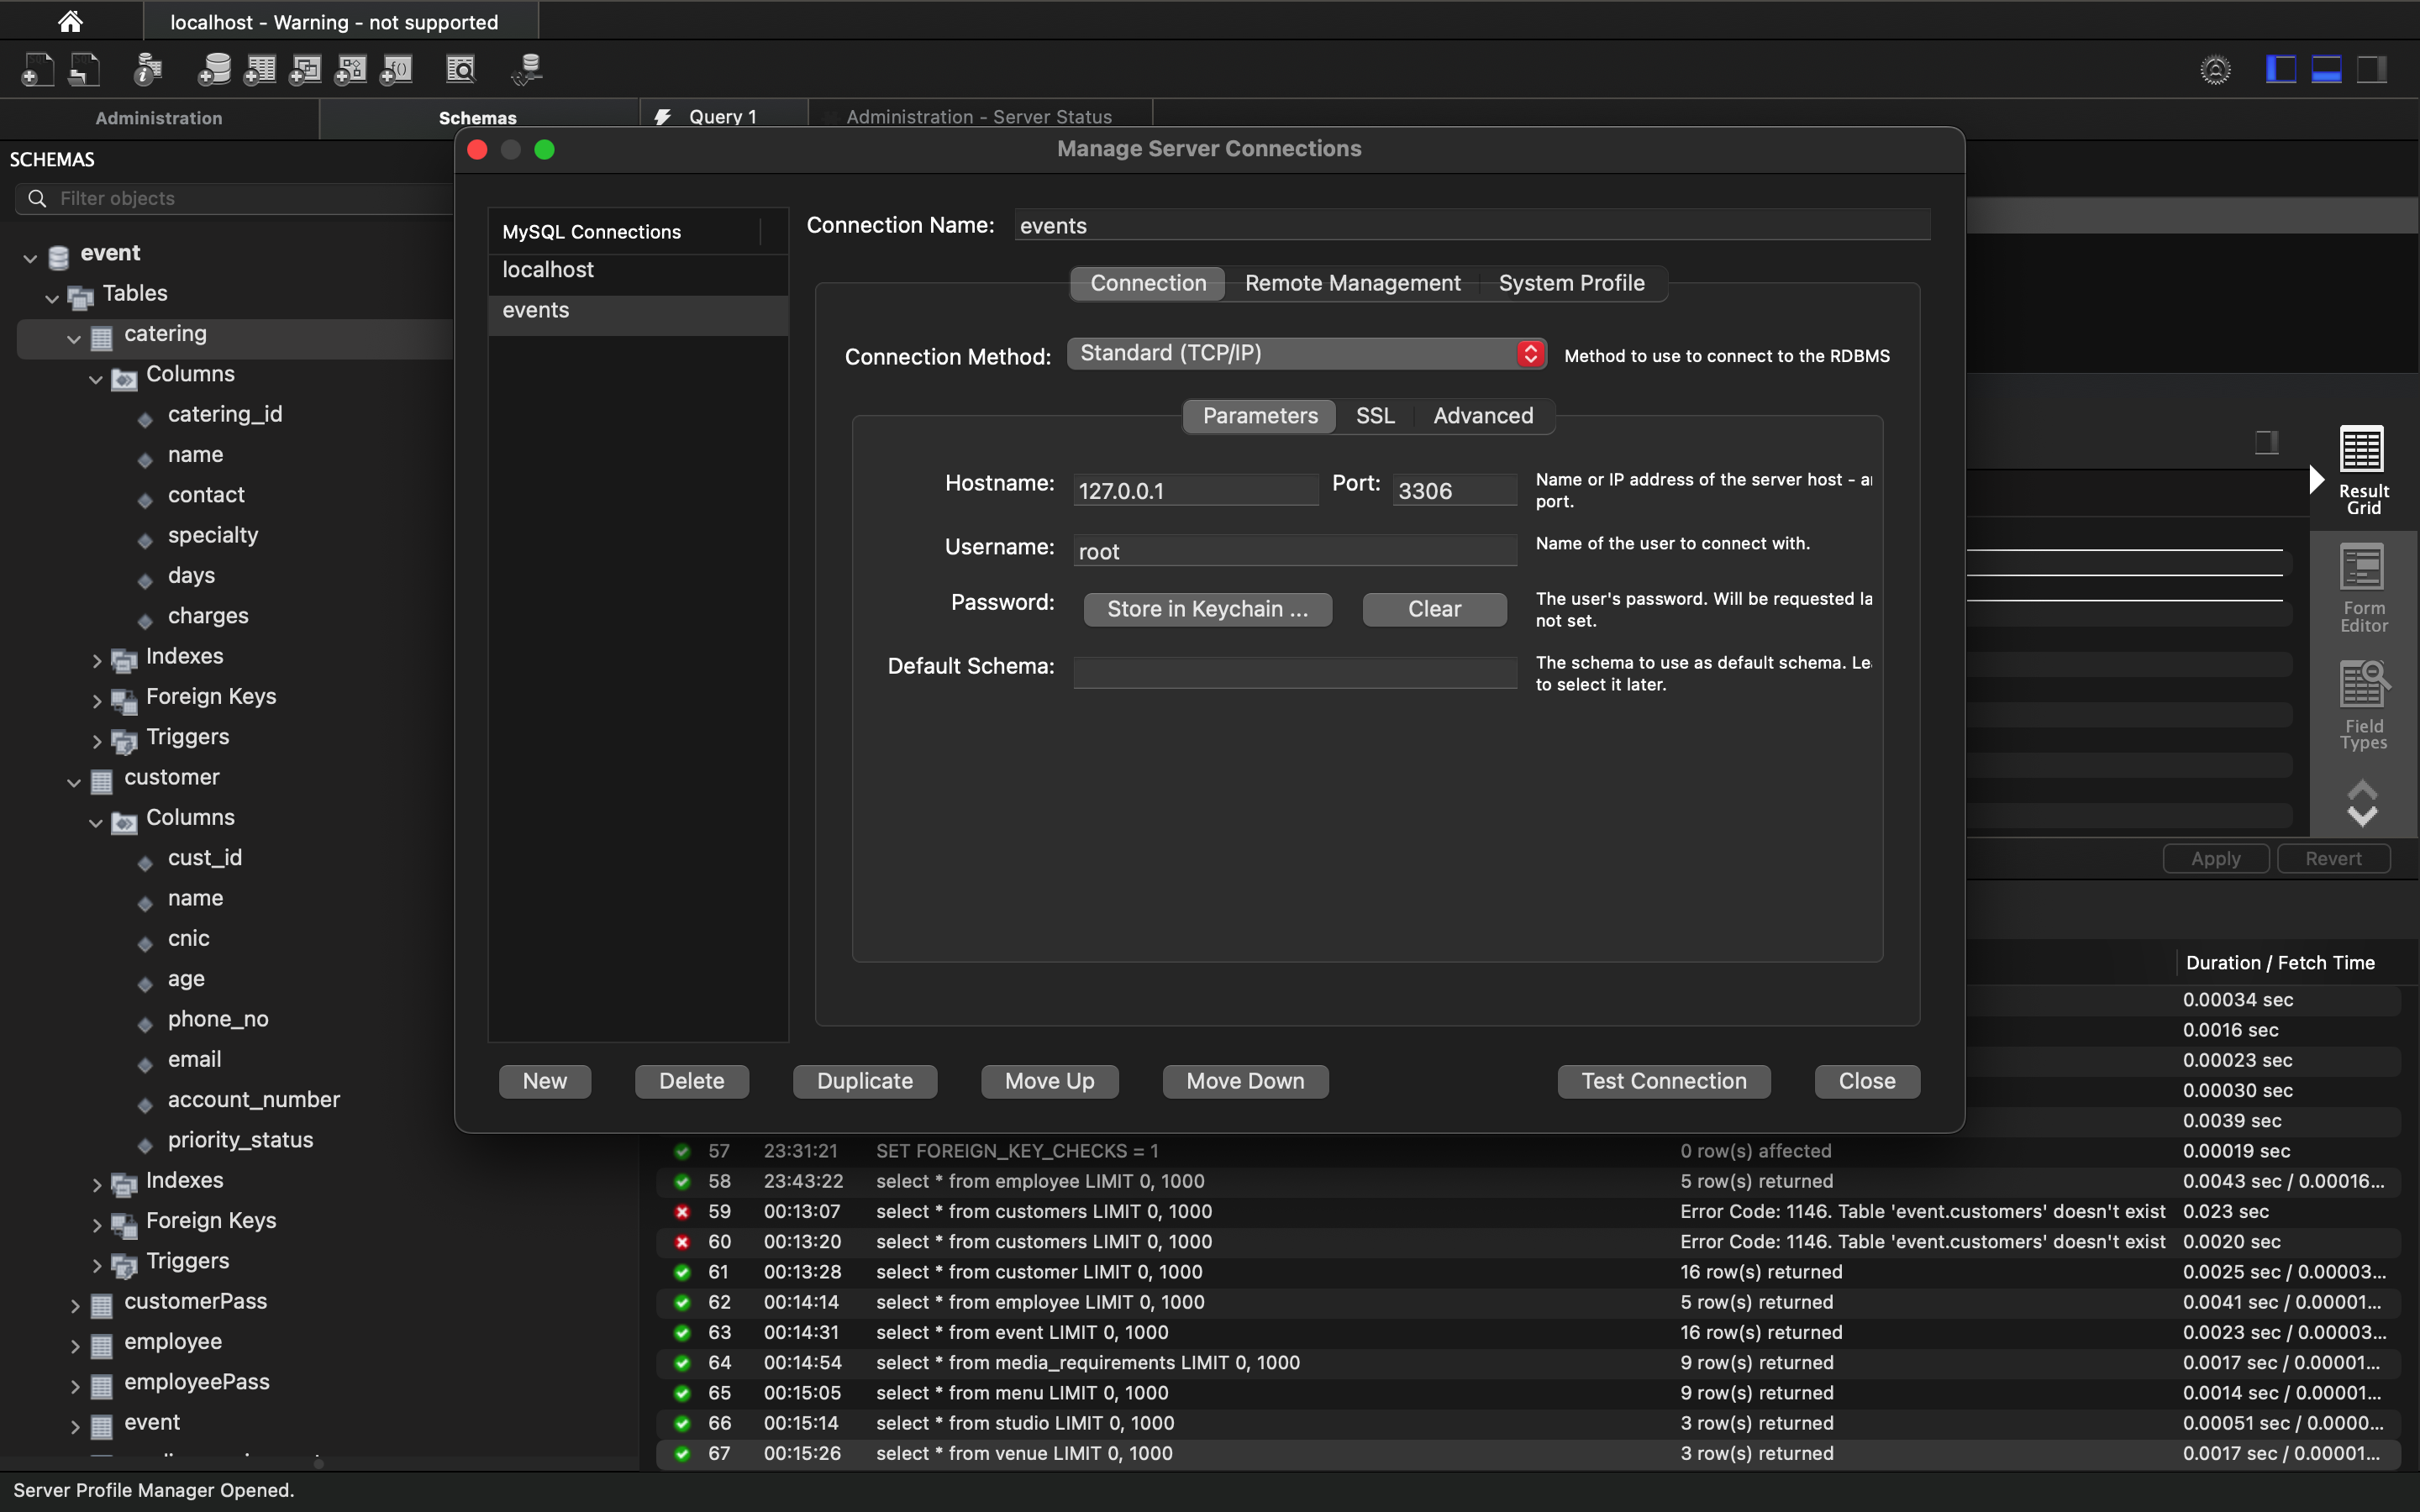 localhost - Warning - not supported
Administration
Schemas
Query 1
Administration - Server Status
SCHEMAS
Filter objects
event
Tables
catering
Columns
catering_id
name
contact
specialty
days
charges
Indexes
Foreign Keys
Triggers
customer
Columns
cust_id
name
cnic
age
phone_no
email
account_number
priority_status
Indexes
Foreign Keys
Triggers
customerPass
employee
employeePass
event
Manage Server Connections
MySQL Connections
localhost
events
Connection Name: events
Connection Remote Management System Profile
Connection Method: Standard (TCP/IP) Method to use to connect to the RDBMS
Parameters SSL Advanced
Hostname: 127.0.0.1 Port: 3306 Name or IP address of the server host -
port.
Username: root Name of the user to connect with.
Password: Store in Keychain ... Clear The user's password. Will be requested
not set.
Default Schema: The schema to use as default schema.
to select it later.
New Delete Duplicate Move Up Move Down Test Connection Close
Result
Grid
Form
Editor
Field
Types
Apply Revert
Duration / Fetch Time
0.00034 sec
0.0016 sec
0.00023 sec
0.00030 sec
0.0039 sec
57 23:31:21 SET FOREIGN_KEY_CHECKS = 1 0 row(s) affected 0.00019 sec
58 23:43:22 select * from employee LIMIT 0, 1000 5 row(s) returned 0.0043 sec / 0.00016...
59 00:13:07 select * from customers LIMIT 0, 1000 Error Code: 1146. Table 'event.customers' doesn't exist 0.023 sec
60 00:13:20 select * from customers LIMIT 0, 1000 Error Code: 1146. Table 'event.customers' doesn't exist 0.0020 sec
61 00:13:28 select * from customer LIMIT 0, 1000 16 row(s) returned 0.0025 sec / 0.00003...
62 00:14:14 select * from employee LIMIT 0, 1000 5 row(s) returned 0.0041 sec / 0.00001...
63 00:14:31 select * from event LIMIT 0, 1000 16 row(s) returned 0.0023 sec / 0.00003...
64 00:14:54 select * from media_requirements LIMIT 0, 1000 9 row(s) returned 0.0017 sec / 0.00001...
65 00:15:05 select * from menu LIMIT 0, 1000 9 row(s) returned 0.0014 sec / 0.00001...
66 00:15:14 select * from studio LIMIT 0, 1000 3 row(s) returned 0.00051 sec / 0.0000...
67 00:15:26 select * from venue LIMIT 0, 1000 3 row(s) returned 0.0017 sec / 0.00001...
Server Profile Manager Opened.